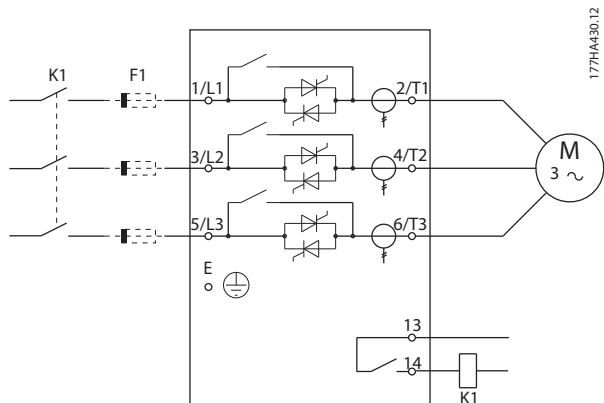 177HA430.12
K1
F1
1/L1
2/T1
3/L2
4/T2
M
3 ~
5/L3
6/T3
E
13
14
K1